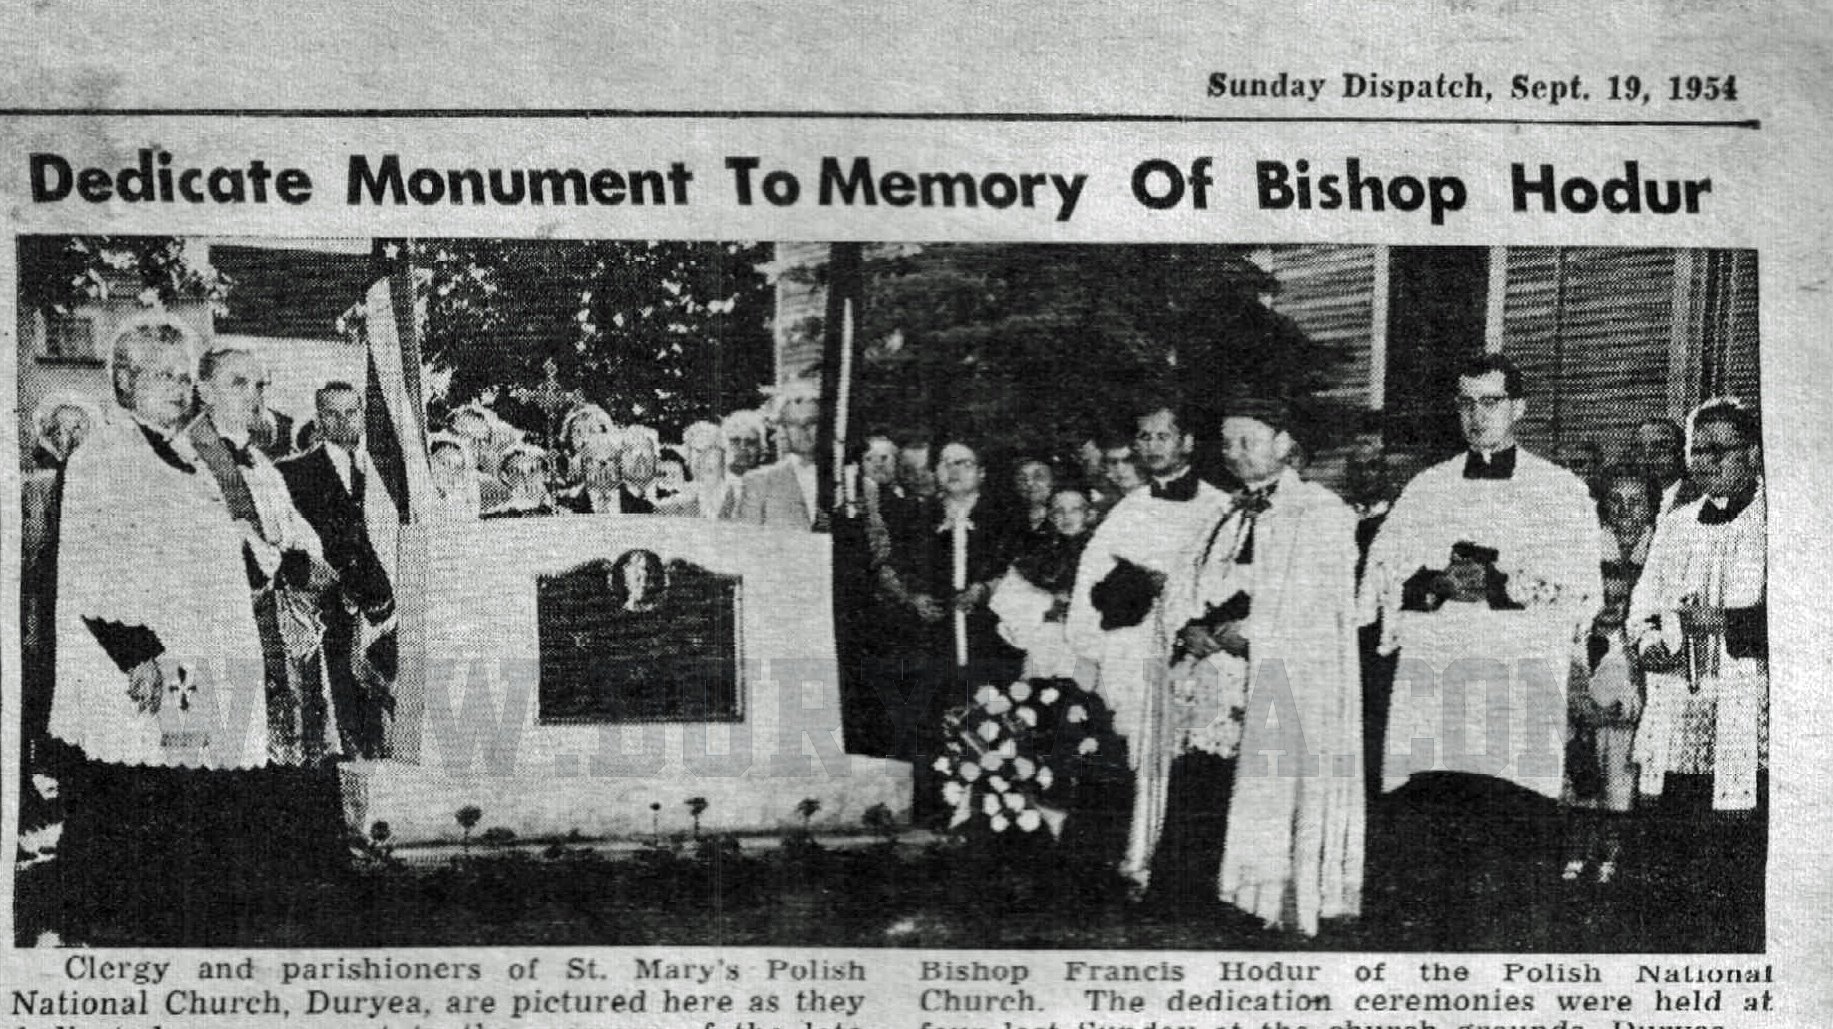 Sunday Dispatch, Sept. 19, 1954
Dedicate Monument To Memory Of Bishop Hodur
Clergy and parishioners of St. Mary's Polish
National Church, Duryea, are pictured here as they
Bishop Francis Hodur of the Polish National
Church. The dedication ceremonies were held at